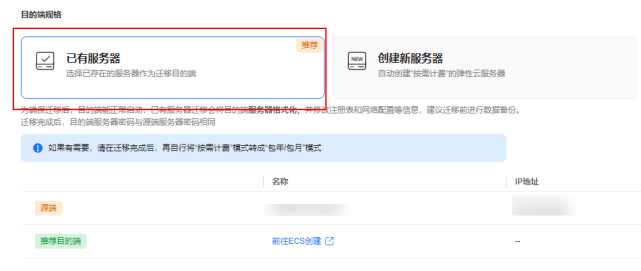 目的端规格
推荐
已有服务器
选择已存在的服务器作为迁移目的端
NEW
创建新服务器
自动创建“按需计费”的弹性云服务器
为确保迁移后，目的端能正常启动，已有服务器迁移会将目的端服务器格式化，并修改注册表和网络配置等信息，建议迁移前进行数据备份。
迁移完成后，目的端服务器密码与源端服务器密码相同
如果有需要，请在迁移完成后，再自行将“按需计费”模式转成“包年/包月”模式
名称 IP地址
源端
推荐目的端 前往ECS创建 --